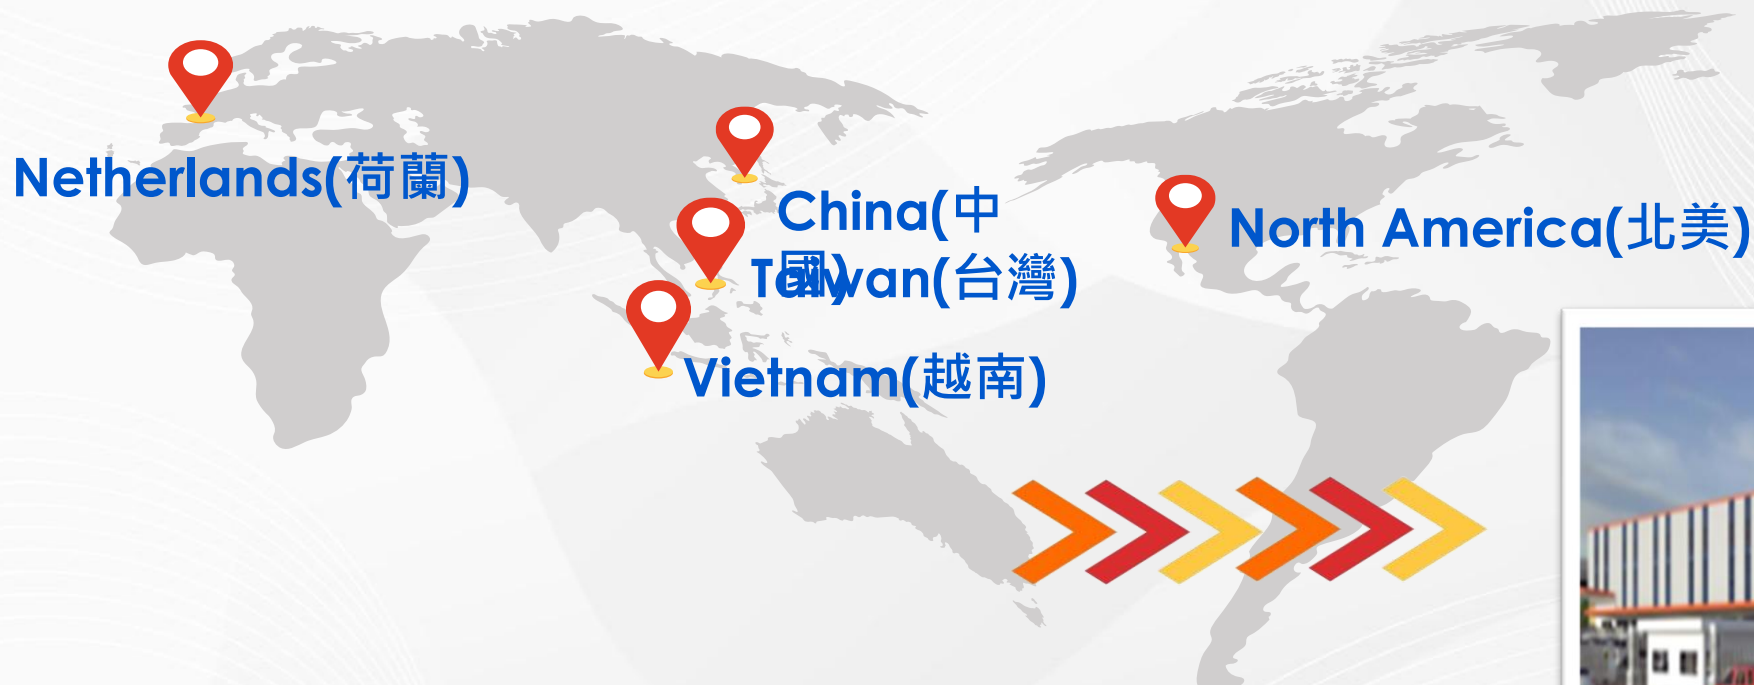 Netherlands(荷蘭)
China(中
國)
Taiwan(台灣)
Vietnam(越南)
North America(北美)